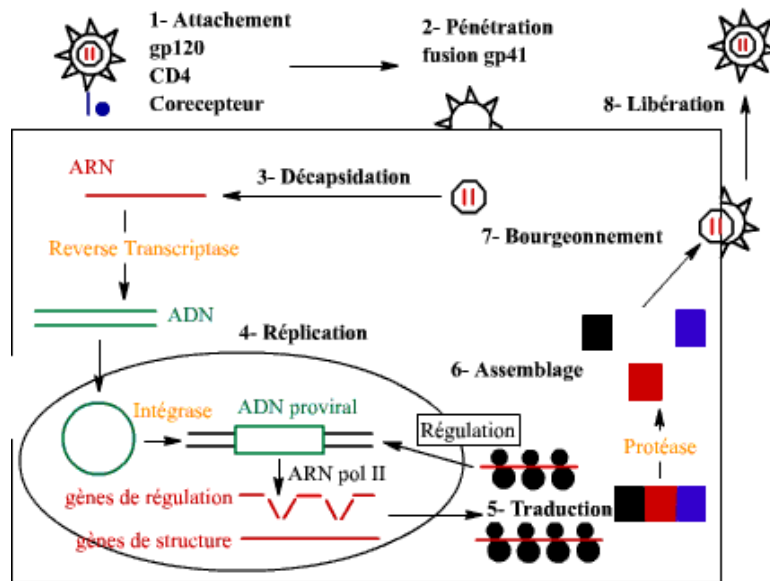 1- Attachement
gp120
CD4
Corecepteur
2- Pénétration
fusion gp41
8- Libération
ARN
3- Décapsidation
7- Bourgeonnement
Reverse Transcriptase
ADN
4- Réplication
6- Assemblage
Intégrase
ADN proviral
Régulation
Protéase
ARN pol II
gènes de régulation
5- Traduction
gènes de structure